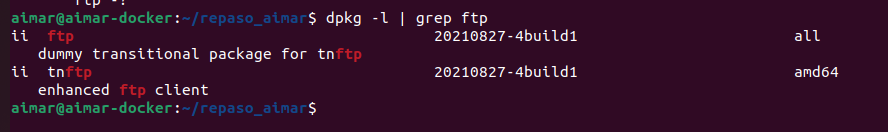 aimar@aimar-docker:~/repaso_aimar$ dpkg -l | grep ftp
ii  ftp                                    20210827-4build1                       all
    dummy transitional package for tnftp
ii  tnftp                                  20210827-4build1                       amd64
    enhanced ftp client
aimar@aimar-docker:~/repaso_aimar$